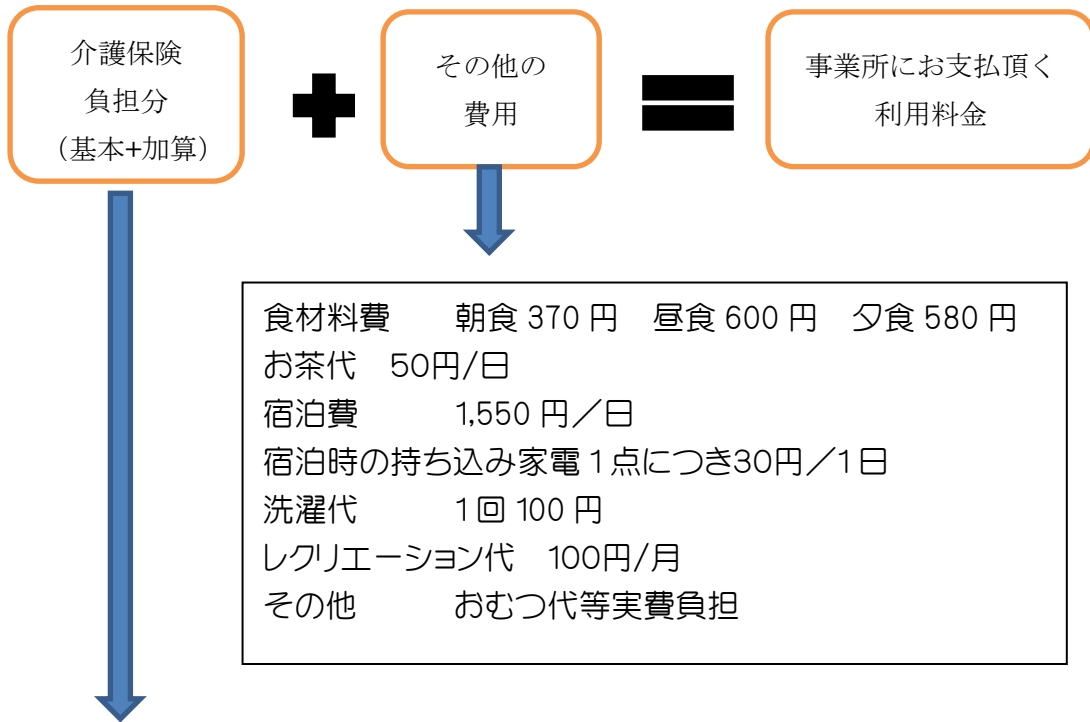 介護保険
負担分
（基本+加算）
その他の
費用
事業所にお支払頂く
利用料金
食材料費　　朝食 370 円　昼食 600 円　夕食 580 円
お茶代　50円/日
宿泊費　　　1,550 円／日
宿泊時の持ち込み家電１点につき30円／1日
洗濯代　　　1回 100 円
レクリエーション代　100円/月
その他　　　おむつ代等実費負担